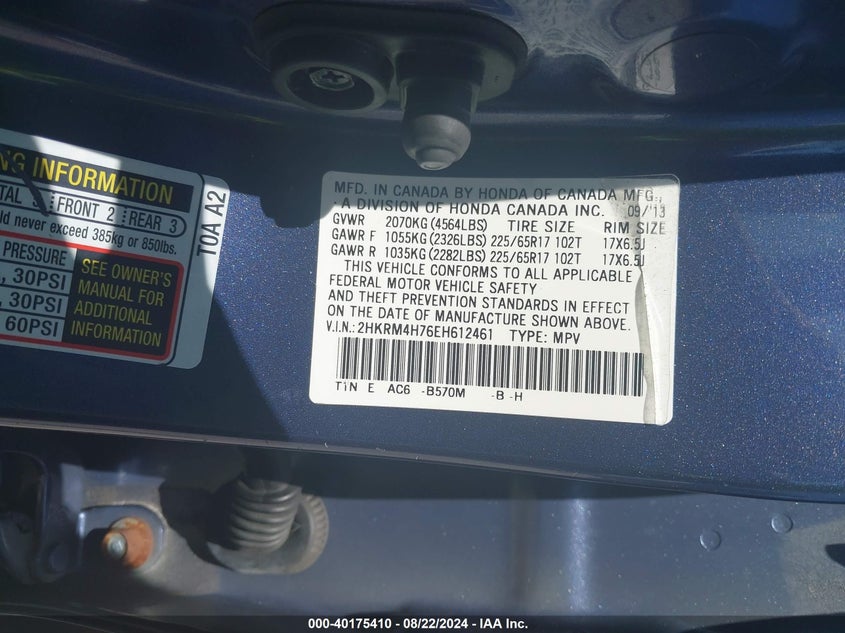 NG INFORMATION
TOTAL FRONT 2 REAR 3
ld never exceed 385kg or 850lbs.
PRESSURE
, 30PSI
, 30PSI
60PSI
SEE OWNER'S
MANUAL FOR
ADDITIONAL
INFORMATION
T0A A2
MFD. IN CANADA BY HONDA OF CANADA MFG.,
A DIVISION OF HONDA CANADA INC. 09/'13
GVWR 2070KG (4564LBS) TIRE SIZE RIM SIZE
GAWR F 1055KG (2326LBS) 225/65R17 102T 17X6.5J
GAWR R 1035KG (2282LBS) 225/65R17 102T 17X6.5J
THIS VEHICLE CONFORMS TO ALL APPLICABLE
FEDERAL MOTOR VEHICLE SAFETY
AND THEFT PREVENTION STANDARDS IN EFFECT
ON THE DATE OF MANUFACTURE SHOWN ABOVE.
V.I.N.: 2HKRM4H76EH612461 TYPE: MPV
T1N E AC6 -B570M -B -H
000-40175410 - 08/22/2024 - IAA Inc.